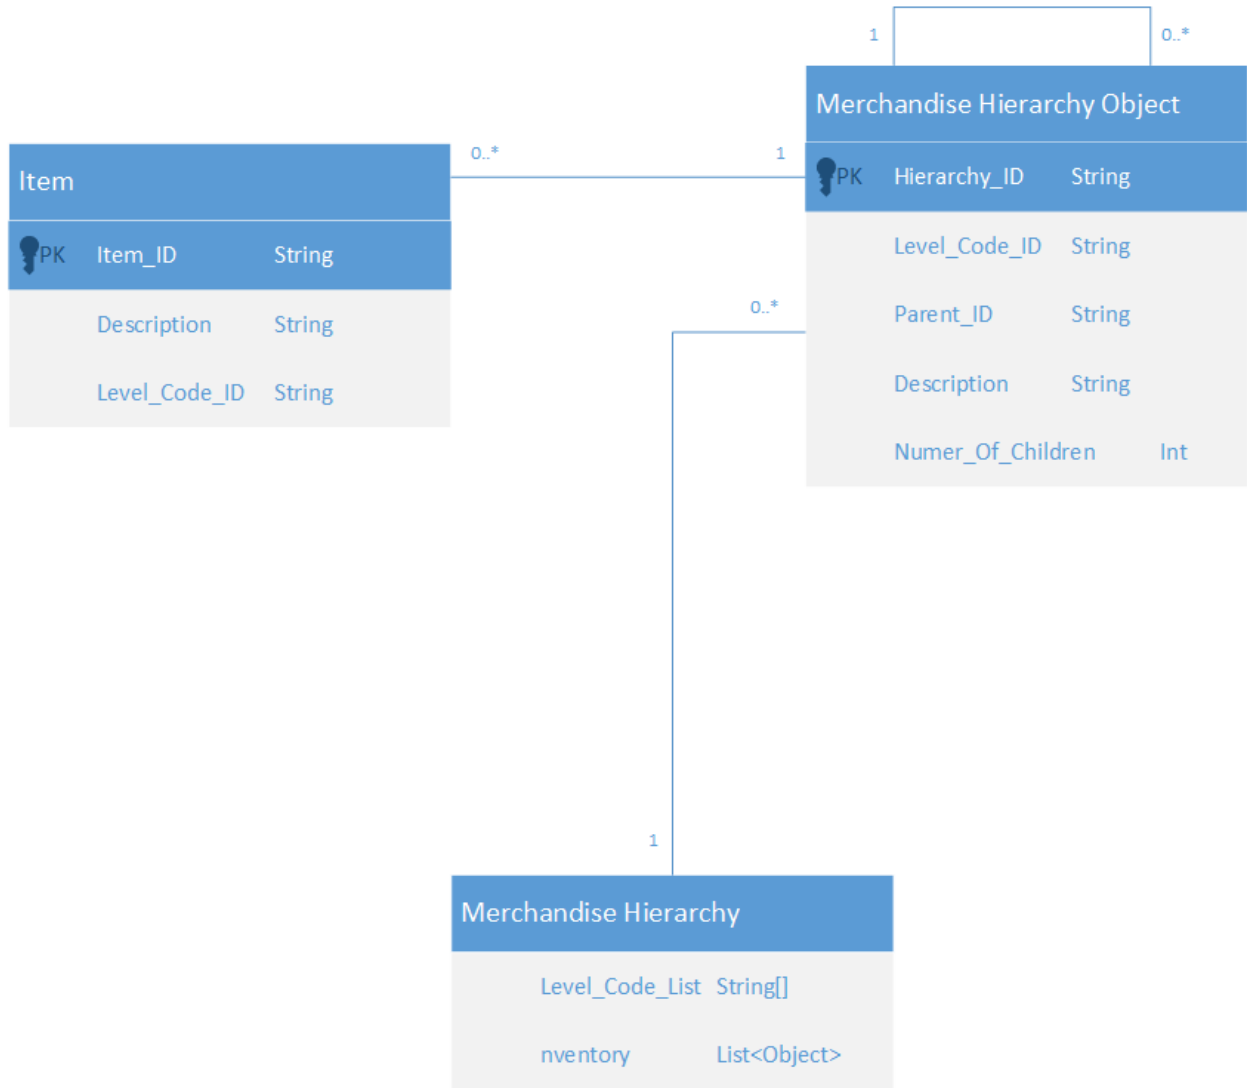 1 0..*
Merchandise Hierarchy Object
PK Hierarchy_ID String
Level_Code_ID String
Parent_ID String
Description String
Numer_Of_Children Int
0..* 1
Item
PK Item_ID String
Description String
Level_Code_ID String
0..*
1
Merchandise Hierarchy
Level_Code_List String[]
nventory List<Object>